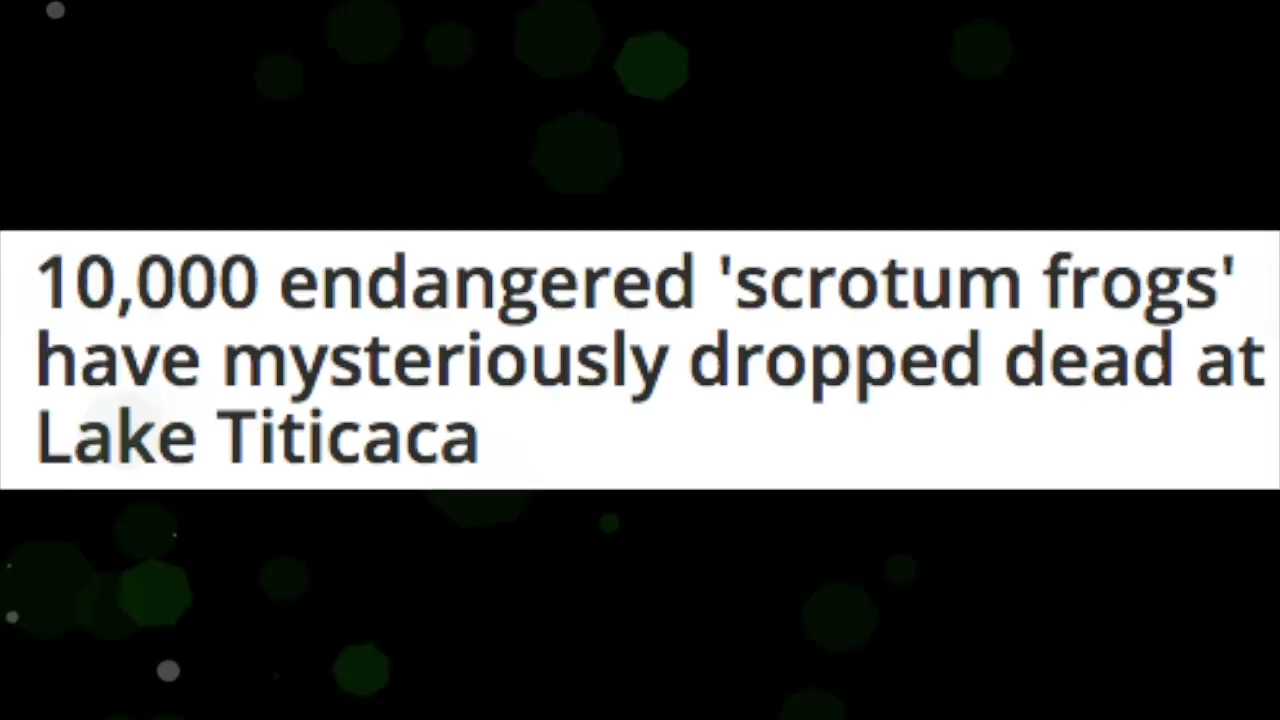 10,000 endangered 'scrotum frogs'
have mysteriously dropped dead at
Lake Titicaca